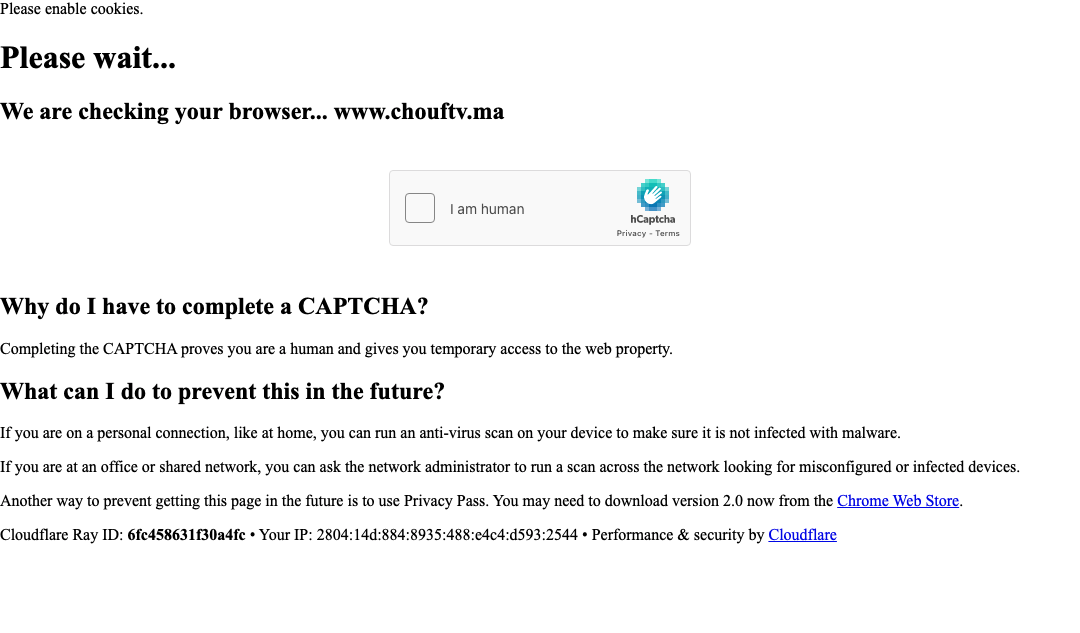 Please enable cookies.
Please wait...
We are checking your browser... www.chouftv.ma
I am human
hCaptcha
Privacy - Terms
Why do I have to complete a CAPTCHA?
Completing the CAPTCHA proves you are a human and gives you temporary access to the web property.
What can I do to prevent this in the future?
If you are on a personal connection, like at home, you can run an anti-virus scan on your device to make sure it is not infected with malware.
If you are at an office or shared network, you can ask the network administrator to run a scan across the network looking for misconfigured or infected devices.
Another way to prevent getting this page in the future is to use Privacy Pass. You may need to download version 2.0 now from the Chrome Web Store.
Cloudflare Ray ID: 6fc458631f30a4fc • Your IP: 2804:14d:884:8935:488:e4c4:d593:2544 • Performance & security by Cloudflare